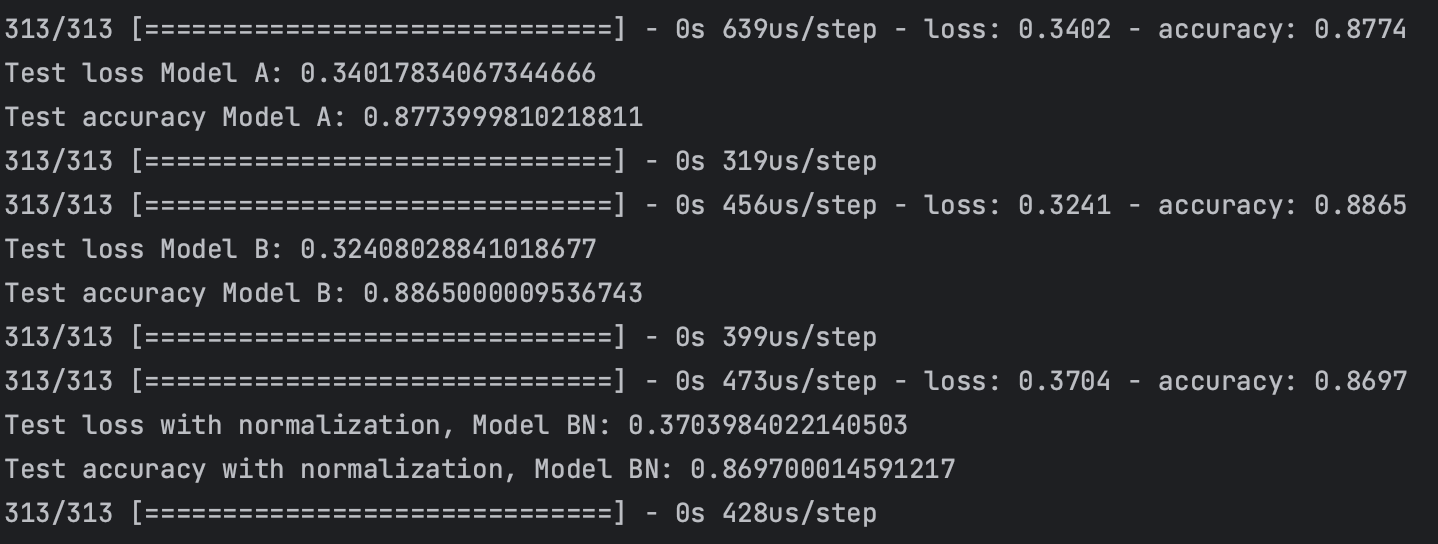 313/313 [==============================] - 0s 639us/step - loss: 0.3402 - accuracy: 0.8774
Test loss Model A: 0.34017834067344666
Test accuracy Model A: 0.8773999810218811
313/313 [==============================] - 0s 319us/step
313/313 [==============================] - 0s 456us/step - loss: 0.3241 - accuracy: 0.8865
Test loss Model B: 0.32408028841018677
Test accuracy Model B: 0.8865000009536743
313/313 [==============================] - 0s 399us/step
313/313 [==============================] - 0s 473us/step - loss: 0.3704 - accuracy: 0.8697
Test loss with normalization, Model BN: 0.3703984022140503
Test accuracy with normalization, Model BN: 0.869700014591217
313/313 [==============================] - 0s 428us/step